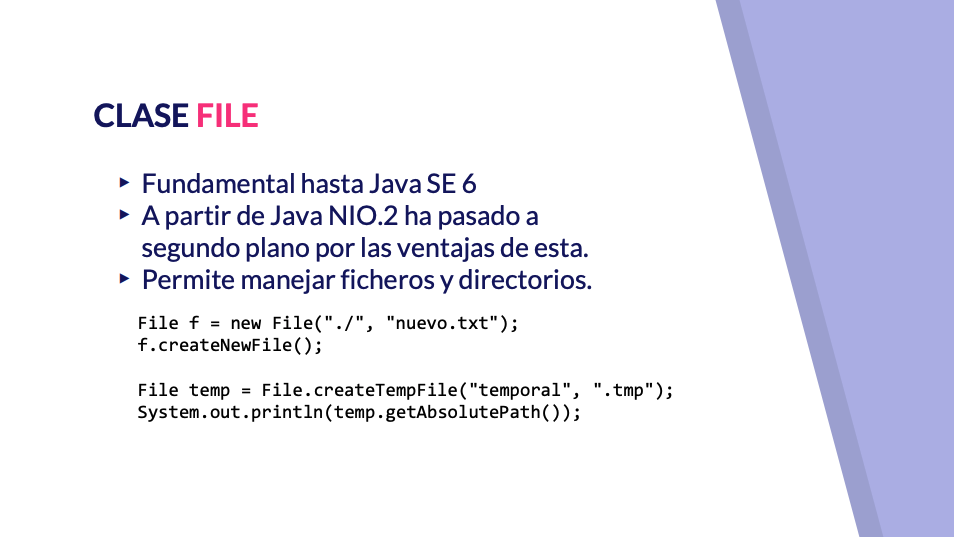 CLASE FILE
▸ Fundamental hasta Java SE 6
▸ A partir de Java NIO.2 ha pasado a
segundo plano por las ventajas de esta.
▸ Permite manejar ficheros y directorios.
File f = new File("./", "nuevo.txt");
f.createNewFile();
File temp = File.createTempFile("temporal", ".tmp");
System.out.println(temp.getAbsolutePath());